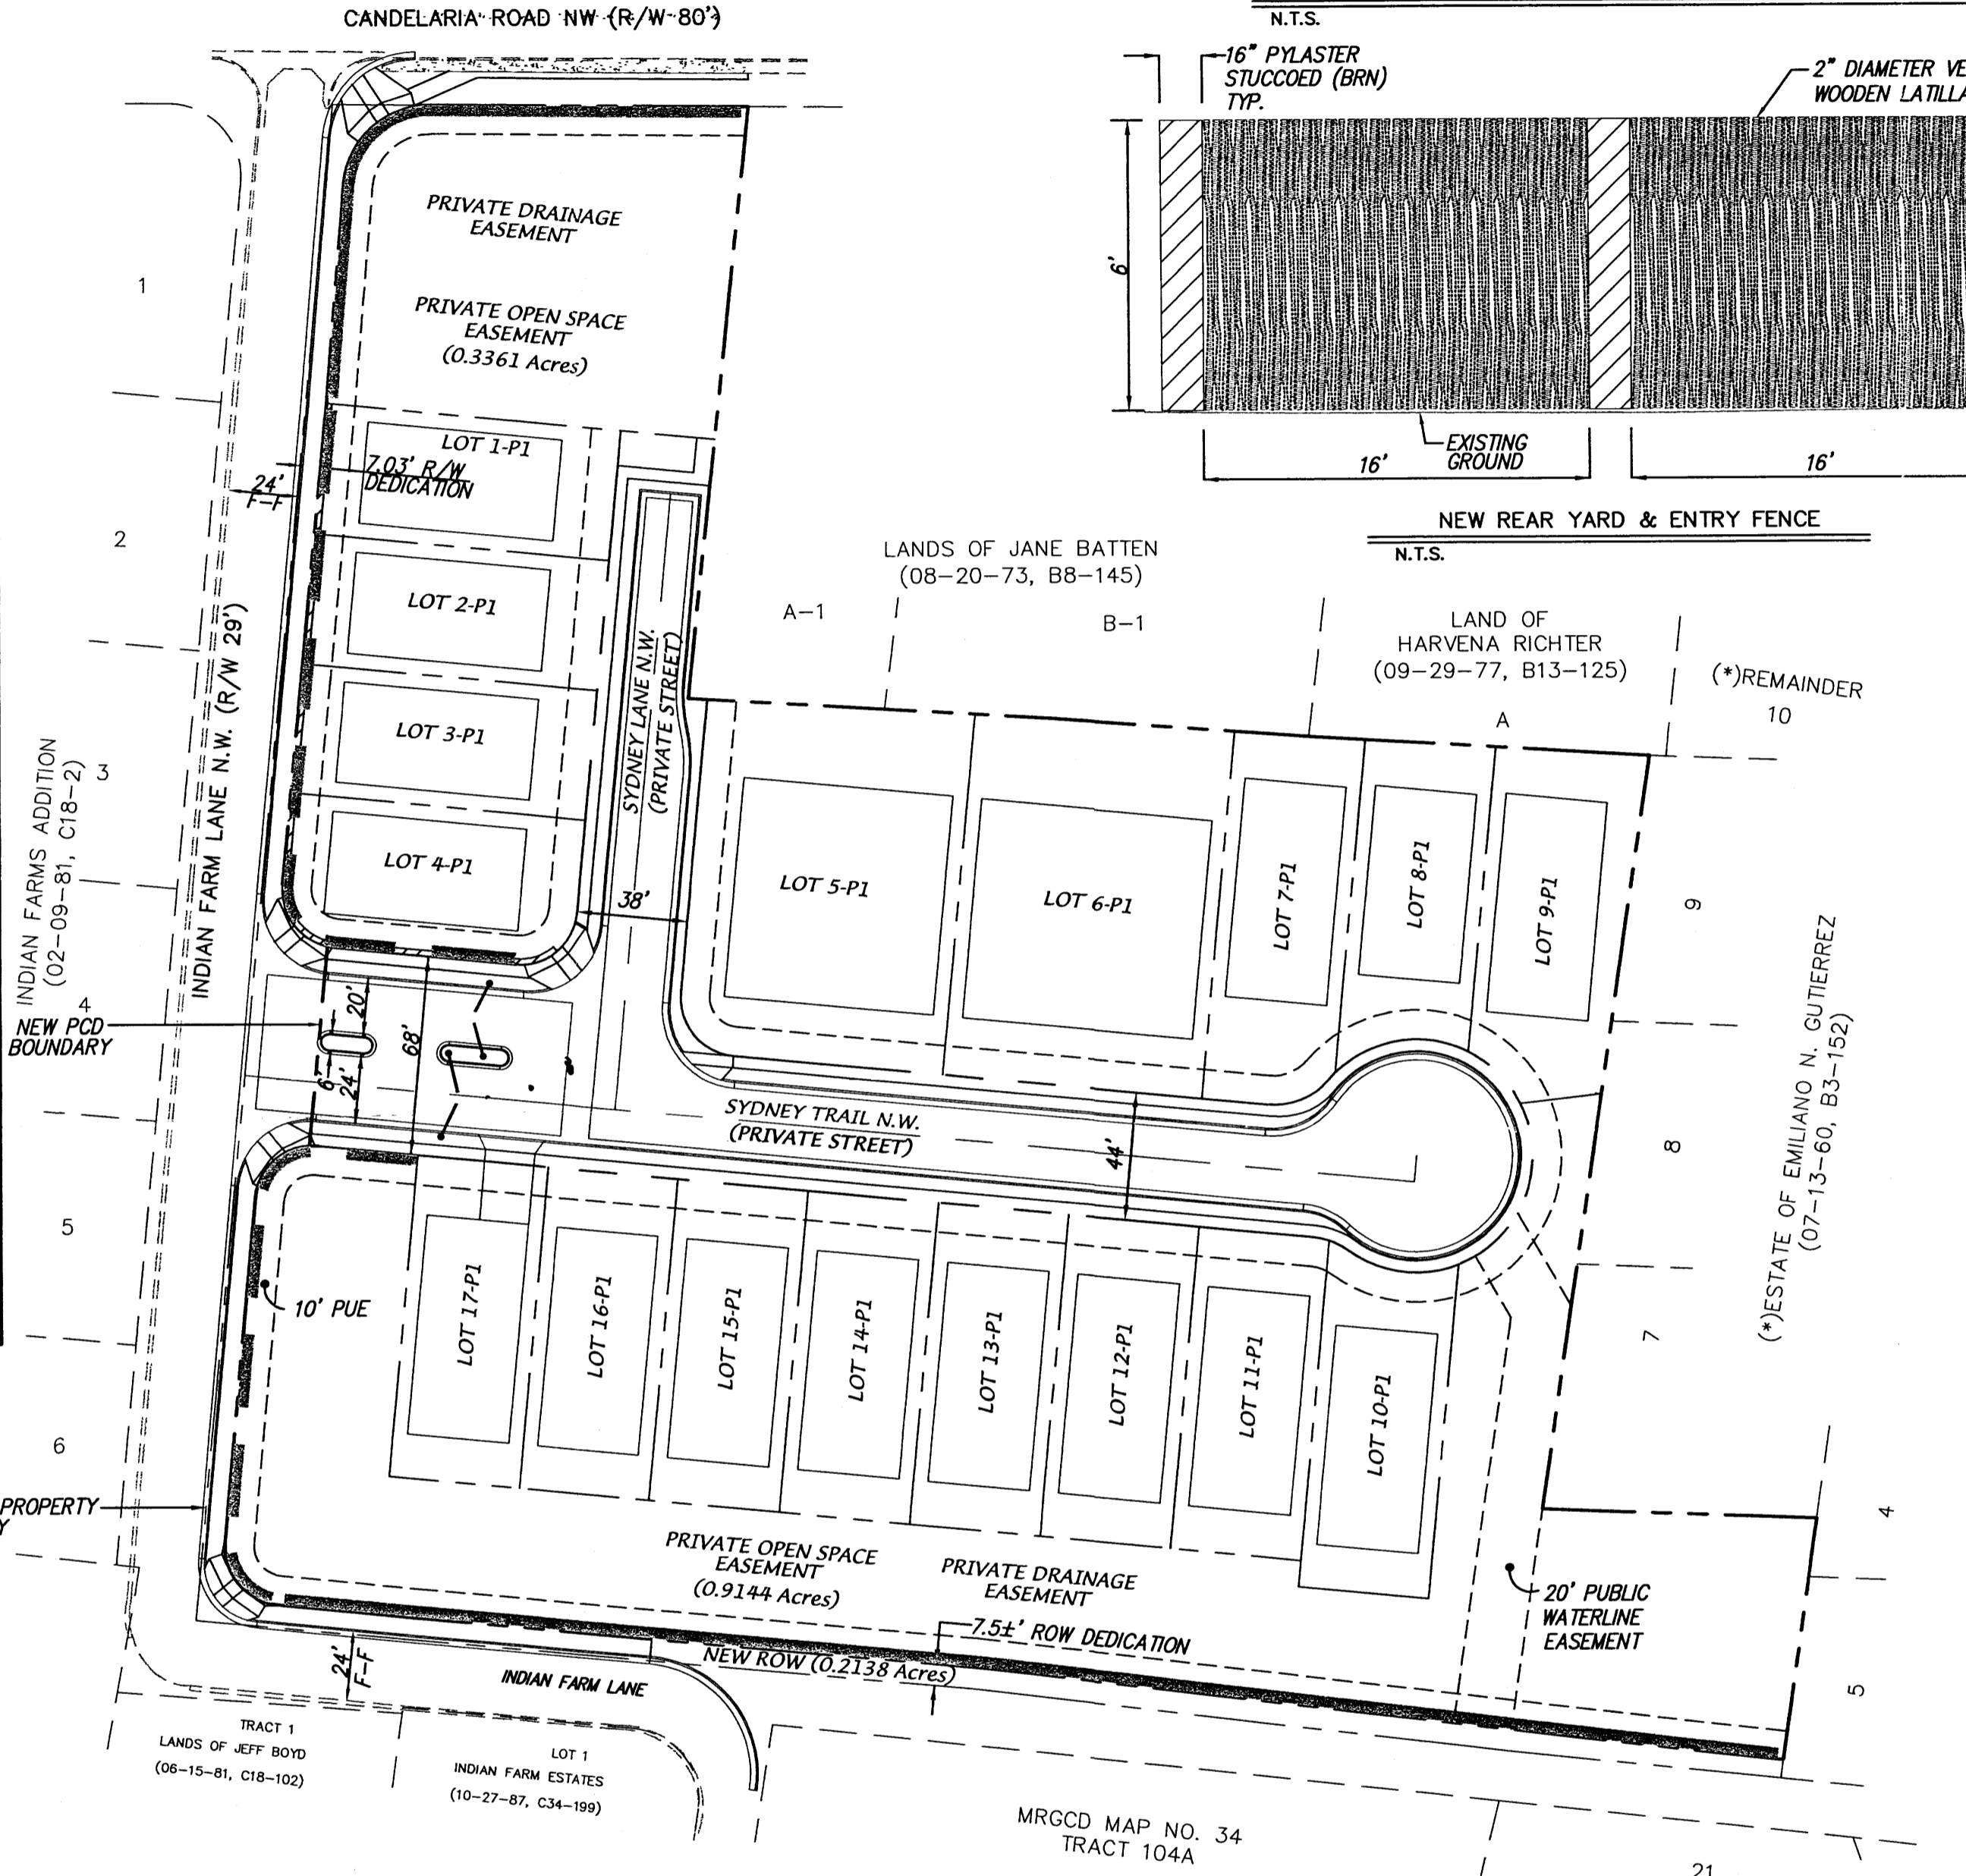 CANDELARIA ROAD NW (R/W 80')
N.T.S.
16" PYLASTER
STUCCOED (BRN)
TYP.
2" DIAMETER
WOODEN
6'
EXISTING
GROUND
16'
16'
NEW REAR YARD & ENTRY FENCE
N.T.S.
PRIVATE DRAINAGE
EASEMENT
PRIVATE OPEN SPACE
EASEMENT
(0.3361 Acres)
1
2
3
4
5
6
LOT 1-P1
7.03' R/W
DEDICATION
24'
F-F
LOT 2-P1
LOT 3-P1
LOT 4-P1
INDIAN FARM LANE N.W. (R/W 29')
INDIAN FARMS ADDITION
(02-09-81, C18-2)
SYDNEY LANE N.W.
(PRIVATE STREET)
38'
LANDS OF JANE BATTEN
(08-20-73, B8-145)
A-1
B-1
LAND OF
HARVENA RICHTER
(09-29-77, B13-125)
A
(*)REMAINDER
10
LOT 5-P1
LOT 6-P1
LOT 7-P1
LOT 8-P1
LOT 9-P1
9
8
7
4
5
(*)ESTATE OF EMILIANO N. GUTIERREZ
(07-13-60, B3-152)
NEW PCD
BOUNDARY
20'
68'
6'
24'
SYDNEY TRAIL N.W.
(PRIVATE STREET)
44'
10' PUE
LOT 17-P1
LOT 16-P1
LOT 15-P1
LOT 14-P1
LOT 13-P1
LOT 12-P1
LOT 11-P1
LOT 10-P1
PROPERTY
PRIVATE OPEN SPACE
EASEMENT
(0.9144 Acres)
PRIVATE DRAINAGE
EASEMENT
20' PUBLIC
WATERLINE
EASEMENT
7.5±' ROW DEDICATION
NEW ROW (0.2138 Acres)
24'
F-F
INDIAN FARM LANE
TRACT 1
LANDS OF JEFF BOYD
(06-15-81, C18-102)
LOT 1
INDIAN FARM ESTATES
(10-27-87, C34-199)
MRGCD MAP NO. 34
TRACT 104A
21